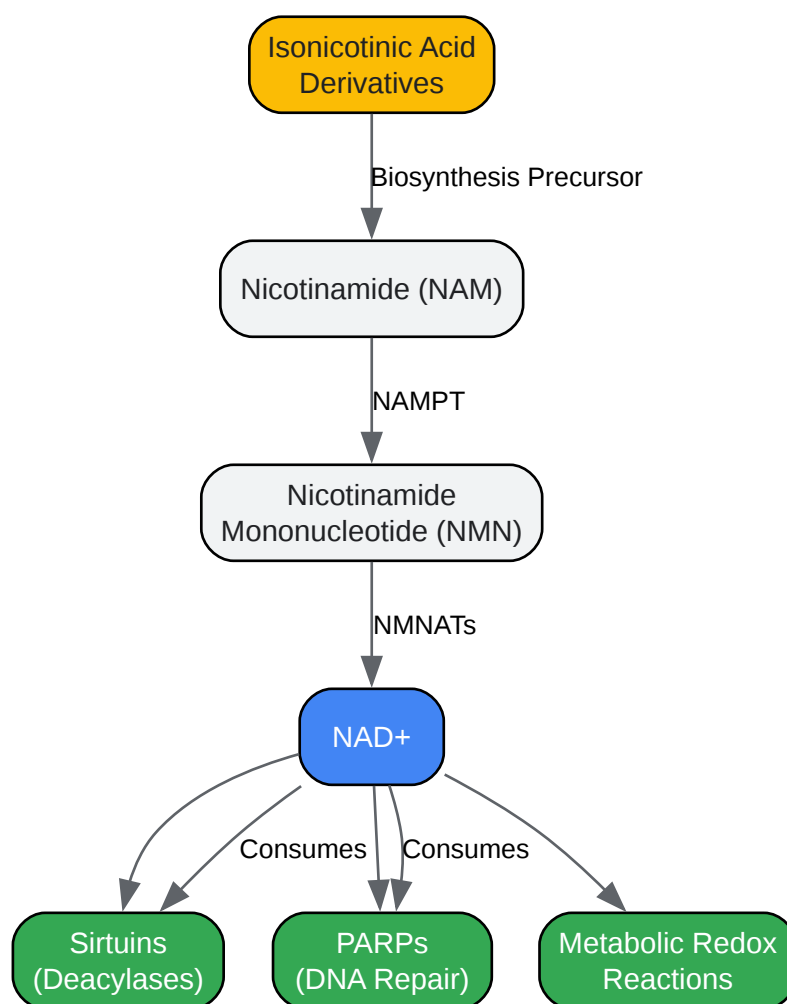 Isonicotinic Acid
Derivatives
Biosynthesis Precursor
Nicotinamide (NAM)
NAMPT
Nicotinamide
Mononucleotide (NMN)
NMNATs
NAD+
Consumes
Consumes
Sirtuins
(Deacylases)
PARPs
(DNA Repair)
Metabolic Redox
Reactions